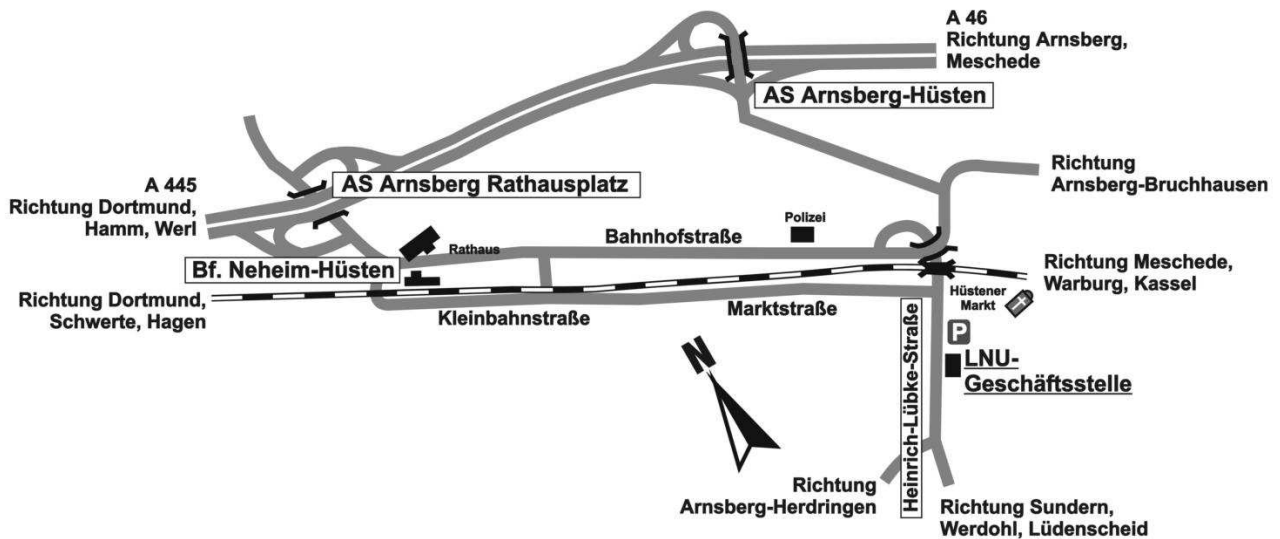 A 46
Richtung Arnsberg,
Meschede
AS Arnsberg-Hüsten
Richtung
Arnsberg-Bruchhausen
A 445
Richtung Dortmund,
Hamm, Werl
AS Arnsberg Rathausplatz
Polizei
Bahnhofstraße
Rathaus
Bf. Neheim-Hüsten
Richtung Meschede,
Warburg, Kassel
Richtung Dortmund,
Schwerte, Hagen
Kleinbahnstraße
Marktstraße
Hüstener
Markt
P
LNU-
Geschäftsstelle
Heinrich-Lübke-Straße
N
Richtung
Arnsberg-Herdringen
Richtung Sundern,
Werdohl, Lüdenscheid